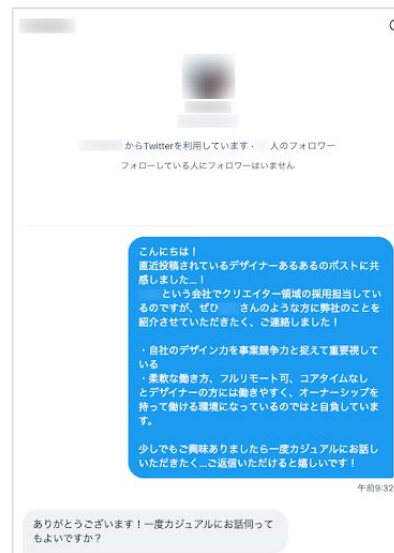 からTwitterを利用しています・ 人のフォロワー
フォローしている人にフォロワーはいません
こんにちは！
直近投稿されているデザイナーあるあるのポストに共
感しました...！
という会社でクリエイター領域の採用担当してい
るのですが、ぜひ さんのような方に弊社のことを
紹介させていただきたく、ご連絡しました！
・自社のデザイン力を事業競争力と捉えて重要視して
いる
・柔軟な働き方、フルリモート可、コアタイムなし
とデザイナーの方には働きやすく、オーナーシップを
持って働ける環境になっているのではと自負していま
す。
少しでもご興味ありましたら一度カジュアルにお話し
いただきたく...ご返信いただけると嬉しいです！
午前9:32
ありがとうございます！一度カジュアルにお話伺って
もよいですか？